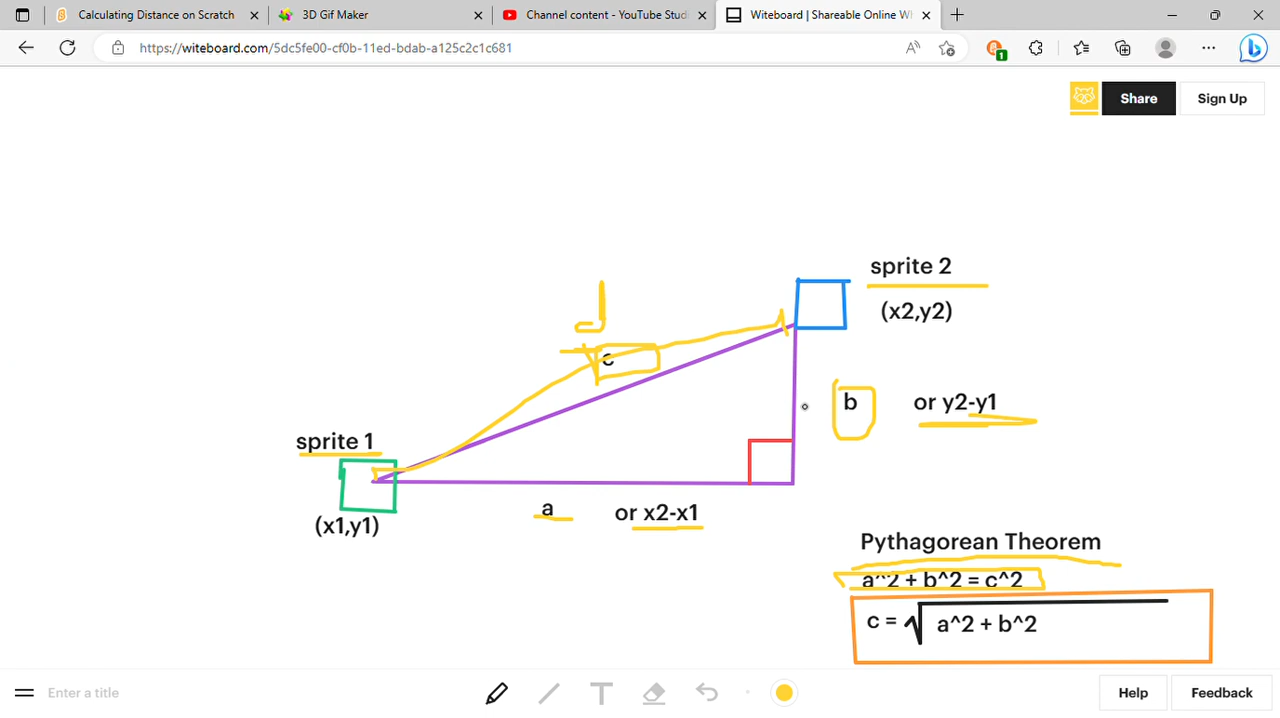 Calculating Distance on Scratch
3D Gif Maker
Channel content - YouTube Stud
Witeboard | Shareable Online W
https://witeboard.com/5dc5fe00-cf0b-11ed-bdab-a125c2c1c681
1
Share
Sign Up
sprite 2
(x2,y2)
d
c
b
or y2-y1
sprite 1
(x1,y1)
a
or x2-x1
Pythagorean Theorem
a^2 + b^2 = c^2
c = √ a^2 + b^2
Enter a title
T
Help
Feedback